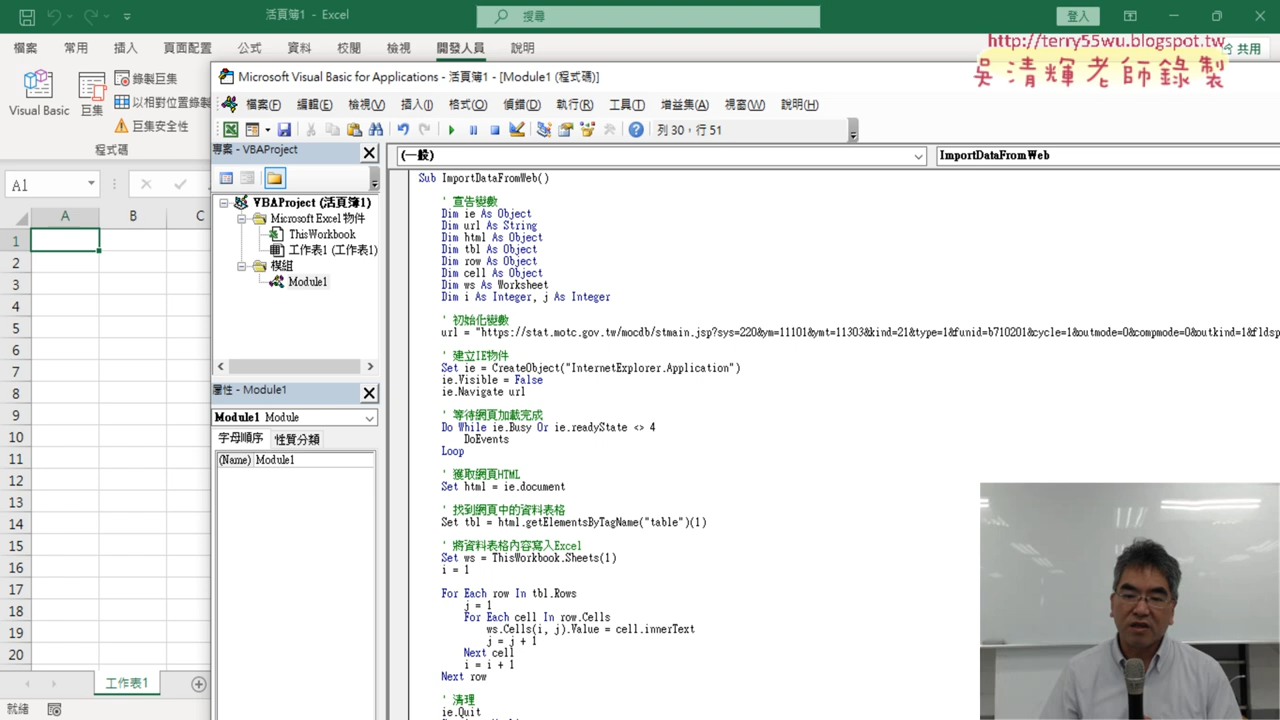 活頁簿1 - Excel
搜尋
登入
檔案 常用 插入 頁面配置 公式 資料 校閱 檢視 開發人員 說明
共用
http://terry55wu.blogspot.tw
吳清輝老師錄製
Visual Basic
巨集
錄製巨集
以相對位置錄製
巨集安全性
程式碼
Microsoft Visual Basic for Applications - 活頁簿1 - [Module1 (程式碼)]
檔案(F) 編輯(E) 檢視(V) 插入(I) 格式(O) 偵錯(D) 執行(R) 工具(T) 增益集(A) 視窗(W) 說明(H)
列 30，行 51
專案 - VBAProject
(一般)
ImportDataFromWeb
A1
VBAProject (活頁簿1)
Microsoft Excel 物件
ThisWorkbook
工作表1 (工作表1)
模組
Module1
屬性 - Module1
Module1 Module
字母順序 性質分類
(Name) Module1
A B C
1
2
3
4
5
6
7
8
9
10
11
12
13
14
15
16
17
18
19
20
工作表1
就緒
Sub ImportDataFromWeb()
' 宣告變數
Dim ie As Object
Dim url As String
Dim html As Object
Dim tbl As Object
Dim row As Object
Dim cell As Object
Dim ws As Worksheet
Dim i As Integer, j As Integer
' 初始化變數
url = "https://stat.motc.gov.tw/mocdb/stmain.jsp?sys=220&ym=11101&ymt=11303&kind=21&type=1&funid=b710201&cycle=1&outmode=0&compmode=0&outkind=1&fldsp
' 建立IE物件
Set ie = CreateObject("InternetExplorer.Application")
ie.Visible = False
ie.Navigate url
' 等待網頁加載完成
Do While ie.Busy Or ie.readyState <> 4
DoEvents
Loop
' 獲取網頁HTML
Set html = ie.document
' 找到網頁中的資料表格
Set tbl = html.getElementsByTagName("table")(1)
' 將資料表格內容寫入Excel
Set ws = ThisWorkbook.Sheets(1)
i = 1
For Each row In tbl.Rows
j = 1
For Each cell In row.Cells
ws.Cells(i, j).Value = cell.innerText
j = j + 1
Next cell
i = i + 1
Next row
' 清理
ie.Quit